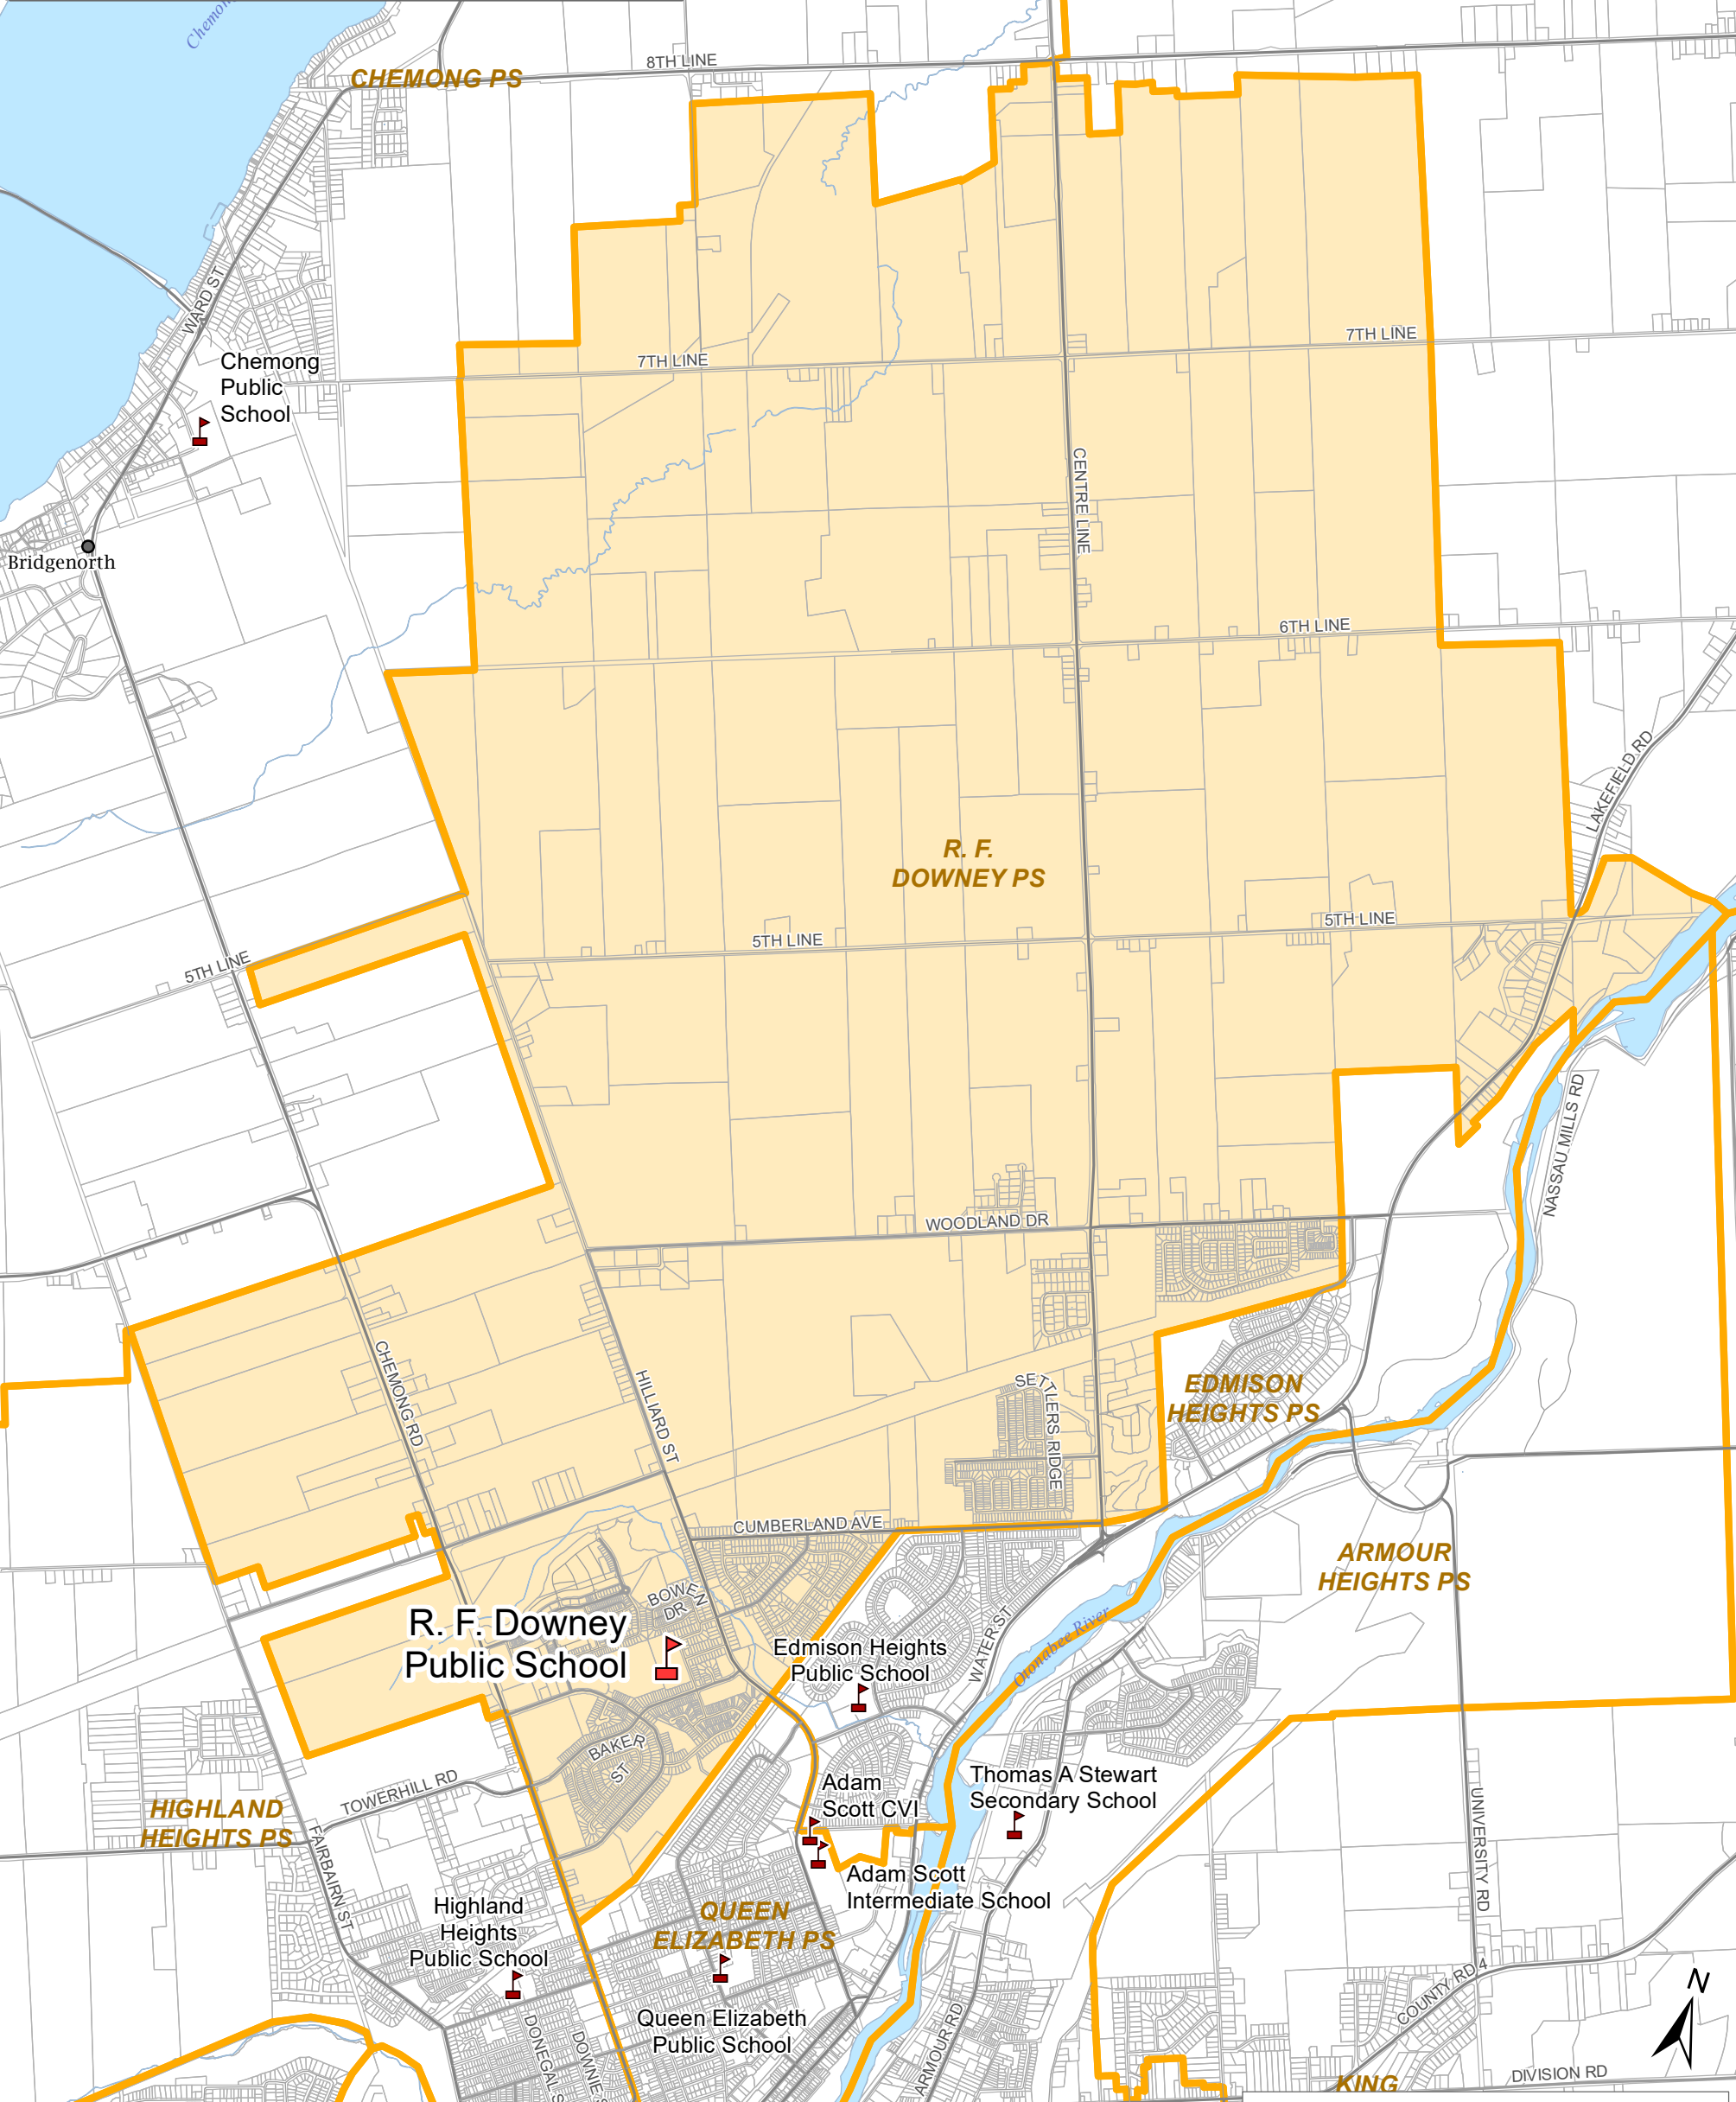 Chemon
CHEMONG PS
8TH LINE
WARD ST
7TH LINE
7TH LINE
Chemong
Public
School
CENTRE LINE
Bridgenorth
6TH LINE
LAKEFIELD RD
R. F.
DOWNEY PS
5TH LINE
5TH LINE
5TH LINE
NASSAU MILLS RD
WOODLAND DR
CHEMONG RD
HILLIARD ST
SETTLERS RIDGE
EDMISON
HEIGHTS PS
CUMBERLAND AVE
ARMOUR
HEIGHTS PS
BOWEN
DR
R. F. Downey
Public School
Edmison Heights
Public School
WATER ST
Otonabee River
BAKER
ST
TOWERHILL RD
Adam
Scott CVI
Thomas A Stewart
Secondary School
HIGHLAND
HEIGHTS PS
FAIRBAIRN ST
UNIVERSITY RD
Adam Scott
Intermediate School
Highland
Heights
Public School
QUEEN
ELIZABETH PS
COUNTY RD 4
N
Queen Elizabeth
Public School
DONEGAL S
DOWNIE S
ARMOUR RD
DIVISION RD
KING